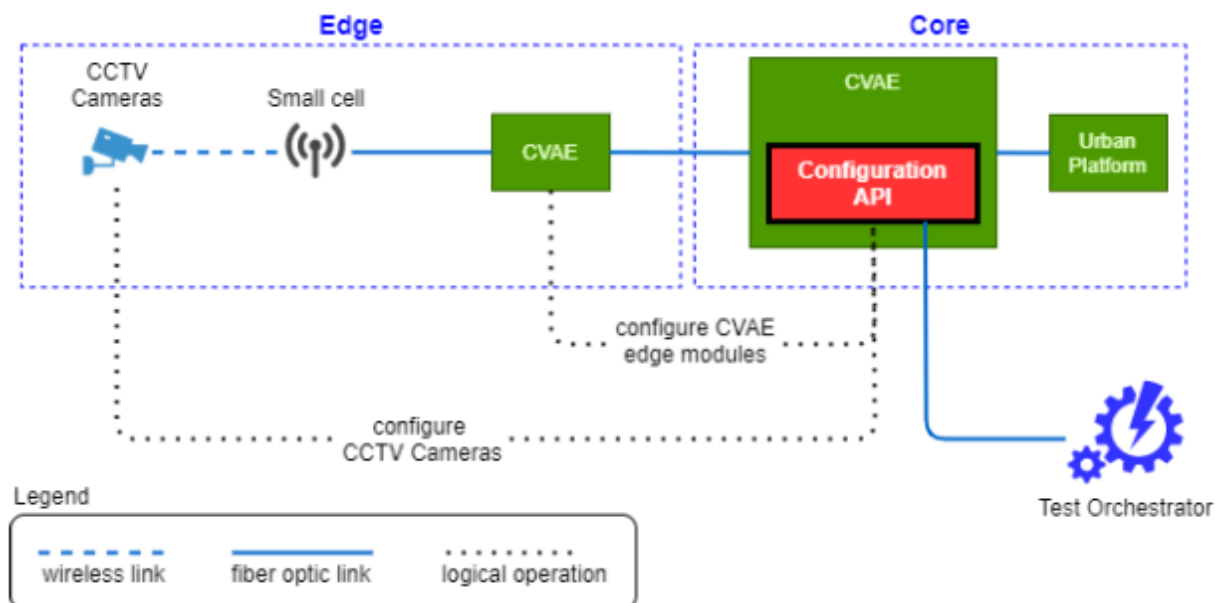 Edge
Core
CCTV
Cameras
Small cell
CVAE
CVAE
Configuration
API
Urban
Platform
configure CVAE
edge modules
configure
CCTV Cameras
Test Orchestrator
Legend
wireless link
fiber optic link
logical operation